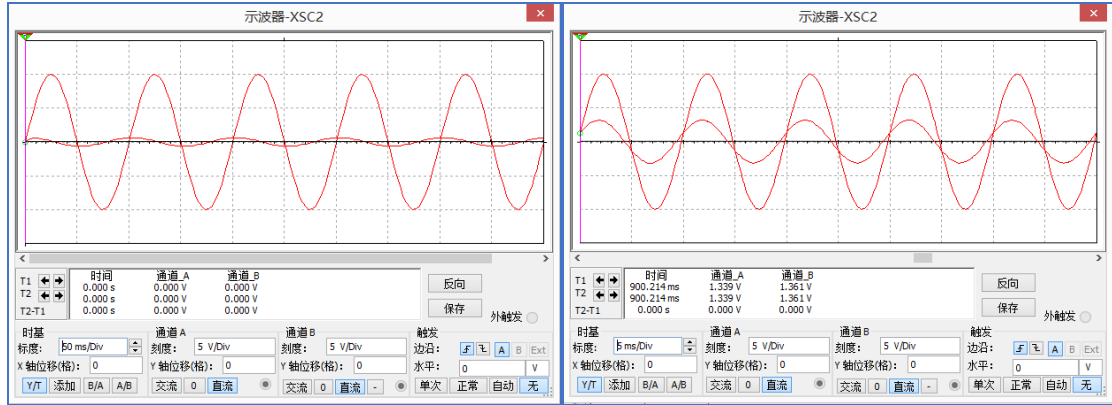 示波器-XSC2
×
T1
T2
T2-T1
时间 通道_A 通道_B
0.000 s 0.000 V 0.000 V
0.000 s 0.000 V 0.000 V
0.000 s 0.000 V 0.000 V
反向
保存
外触发
时基
标度: 50 ms/Div
X 轴位移(格): 0
Y/T 添加 B/A A/B
通道 A
刻度: 5 V/Div
Y 轴位移(格): 0
交流 0 直流
通道 B
刻度: 5 V/Div
Y 轴位移(格): 0
交流 0 直流 -
触发
边沿: A B Ext
水平: 0 V
单次 正常 自动 无
示波器-XSC2
×
T1
T2
T2-T1
时间 通道_A 通道_B
900.214 ms 1.339 V 1.361 V
900.214 ms 1.339 V 1.361 V
0.000 s 0.000 V 0.000 V
反向
保存
外触发
时基
标度: 5 ms/Div
X 轴位移(格): 0
Y/T 添加 B/A A/B
通道 A
刻度: 5 V/Div
Y 轴位移(格): 0
交流 0 直流
通道 B
刻度: 5 V/Div
Y 轴位移(格): 0
交流 0 直流 -
触发
边沿: A B Ext
水平: 0 V
单次 正常 自动 无